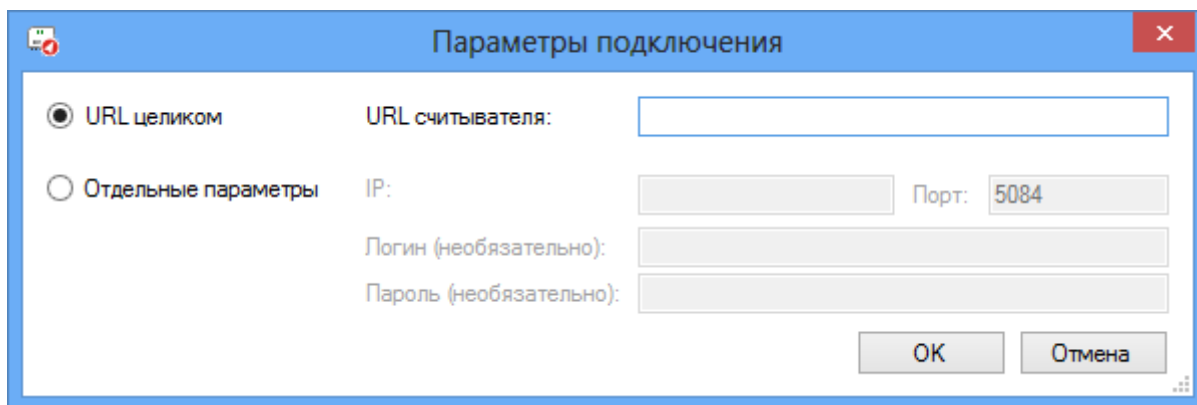 Параметры подключения
URL целиком URL считывателя:
Отдельные параметры IP: Порт: 5084
Логин (необязательно):
Пароль (необязательно):
OK Отмена